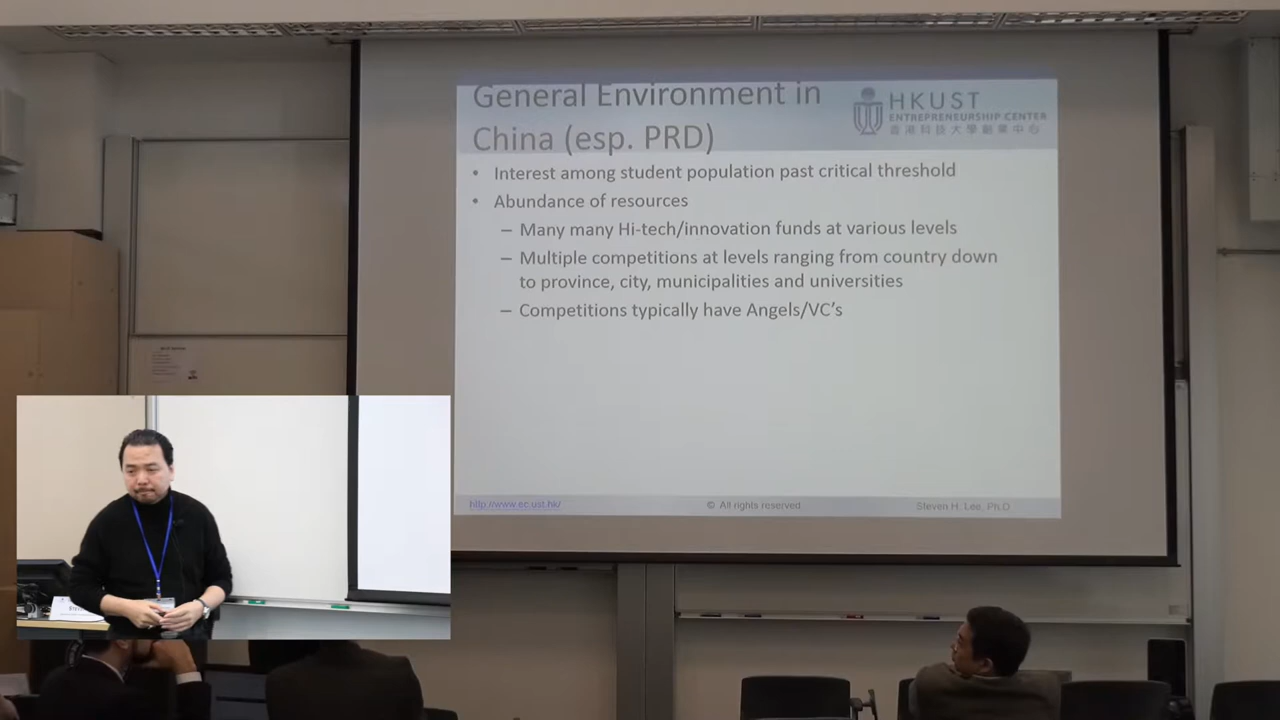 General Environment in
China (esp. PRD)
HKUST
ENTREPRENEURSHIP CENTER
香港科技大學創業中心
• Interest among student population past critical threshold
• Abundance of resources
– Many many Hi-tech/innovation funds at various levels
– Multiple competitions at levels ranging from country down
to province, city, municipalities and universities
– Competitions typically have Angels/VC's
http://www.ec.ust.hk/
© All rights reserved
Steven H. Lee, Ph.D